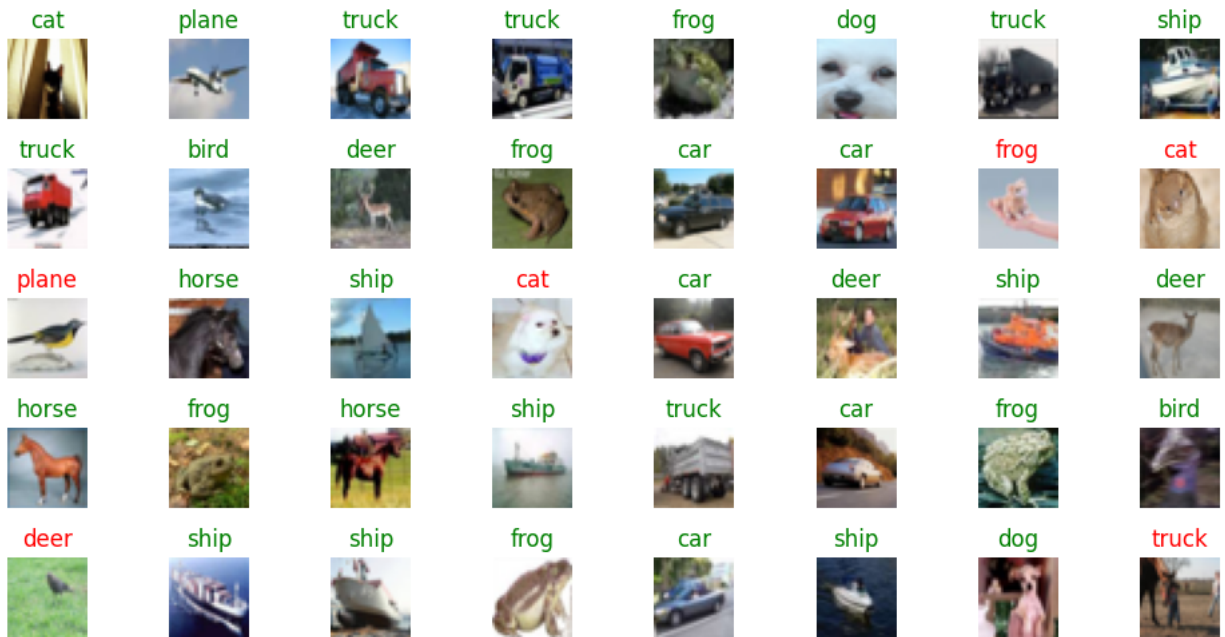 cat plane truck truck frog dog truck ship
truck bird deer frog car car frog cat
plane horse ship cat car deer ship deer
horse frog horse ship truck car frog bird
deer ship ship frog car ship dog truck